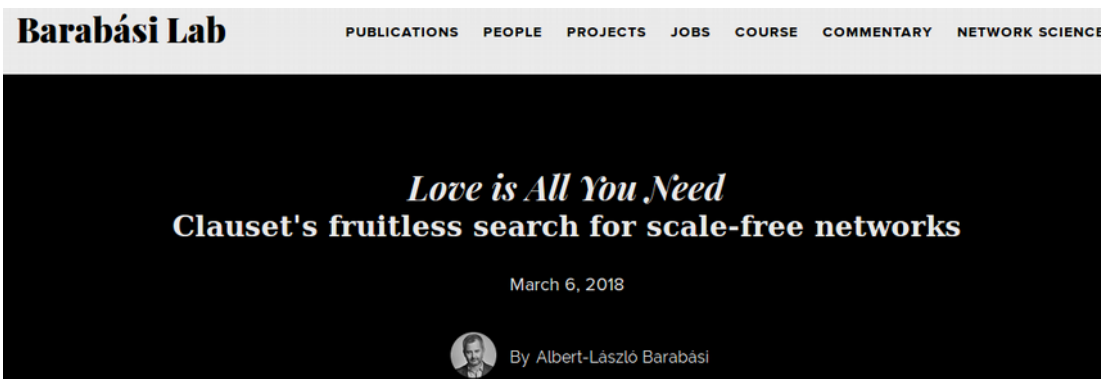 Barabási Lab PUBLICATIONS PEOPLE PROJECTS JOBS COURSE COMMENTARY NETWORK SCIENCE
Love is All You Need
Clauset's fruitless search for scale-free networks
March 6, 2018
By Albert-László Barabási